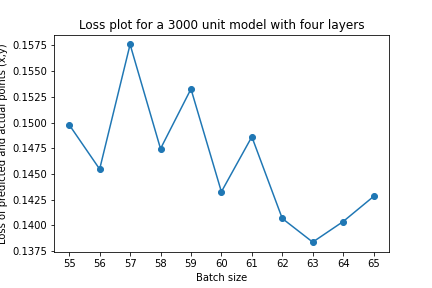 Loss plot for a 3000 unit model with four layers
Loss of predicted and actual points (x,y)
0.1575
0.1550
0.1525
0.1500
0.1475
0.1450
0.1425
0.1400
0.1375
55 56 57 58 59 60 61 62 63 64 65
Batch size